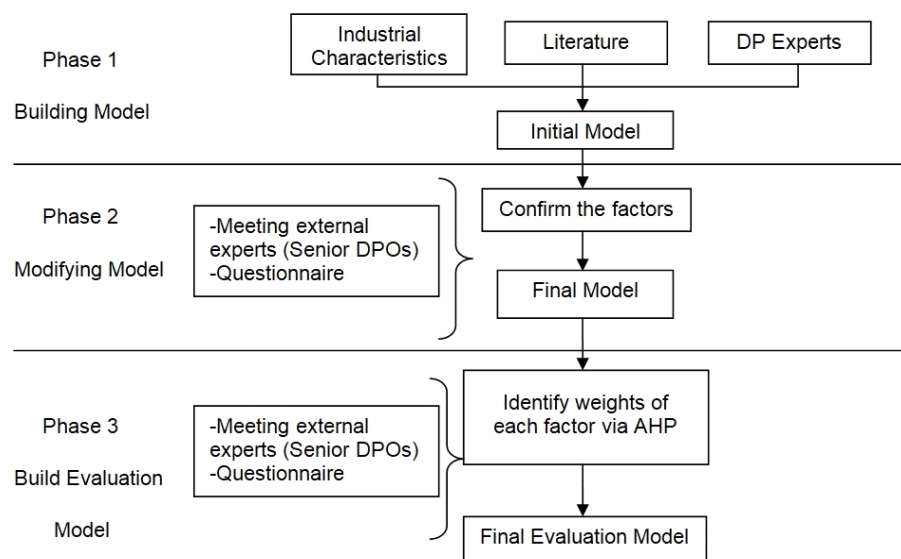 Phase 1
Building Model
Industrial
Characteristics
Literature
DP Experts
Initial Model
Phase 2
Modifying Model
-Meeting external
experts (Senior DPOs)
-Questionnaire
Confirm the factors
Final Model
Phase 3
Build Evaluation
Model
-Meeting external
experts (Senior DPOs)
-Questionnaire
Identify weights of
each factor via AHP
Final Evaluation Model